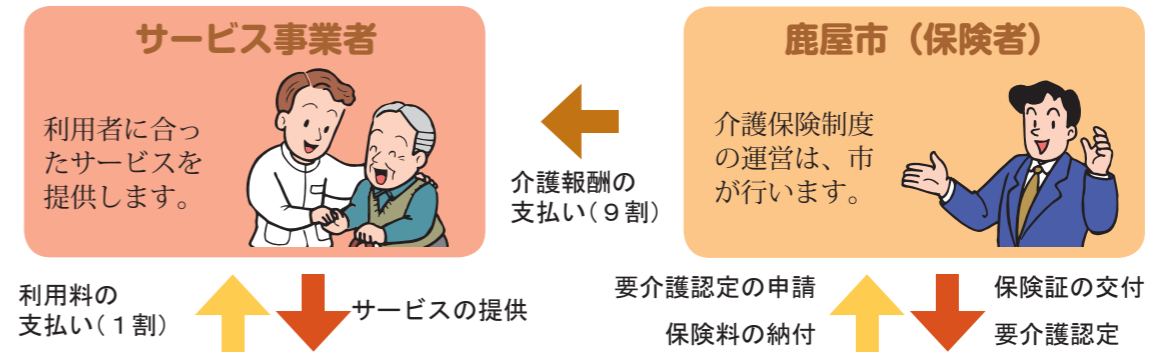 サービス事業者
利用者に合っ
たサービスを
提供します。
介護報酬の
支払い（９割）
鹿屋市（保険者）
介護保険制度
の運営は、市
が行います。
利用料の
支払い（１割）
サービスの提供
要介護認定の申請
保険料の納付
保険証の交付
要介護認定